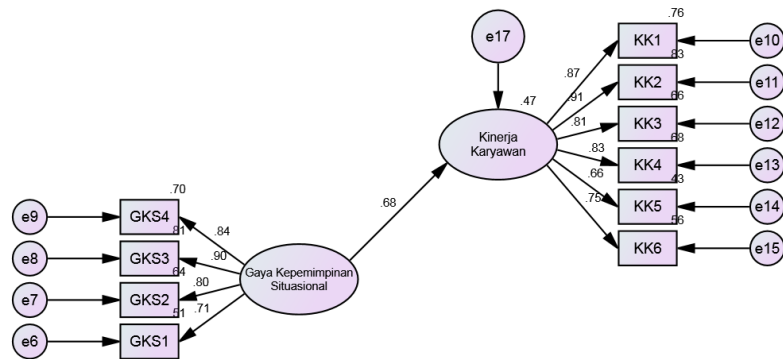 .76
e17
KK1
e10
.83
.87
KK2
e11
.47
.91
.66
.81
KK3
e12
Kinerja
Karyawan
.68
.83
KK4
e13
.66
.43
KK5
e14
.70
.68
.75
.56
e9
GKS4
KK6
e15
.84
.81
e8
GKS3
.90
Gaya Kepemimpinan
Situasional
.64
e7
GKS2
.80
.51
.71
e6
GKS1